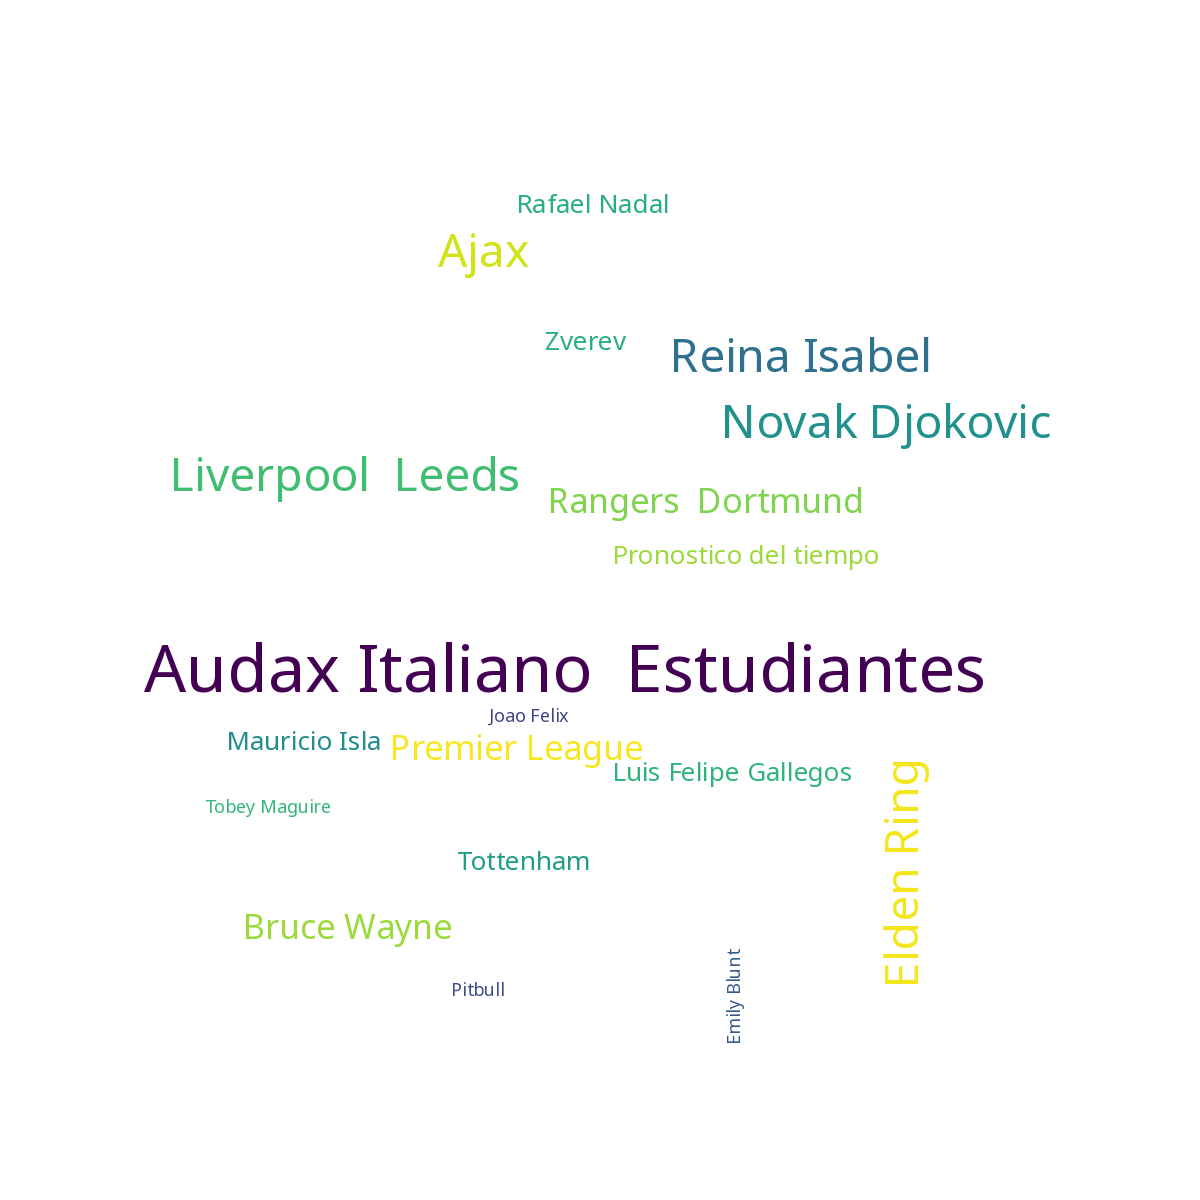 Rafael Nadal
Ajax
Zverev
Reina Isabel
Novak Djokovic
Liverpool  Leeds
Rangers  Dortmund
Pronostico del tiempo
Audax Italiano  Estudiantes
Joao Felix
Mauricio Isla
Premier League
Luis Felipe Gallegos
Tobey Maguire
Elden Ring
Tottenham
Bruce Wayne
Pitbull
Emily Blunt